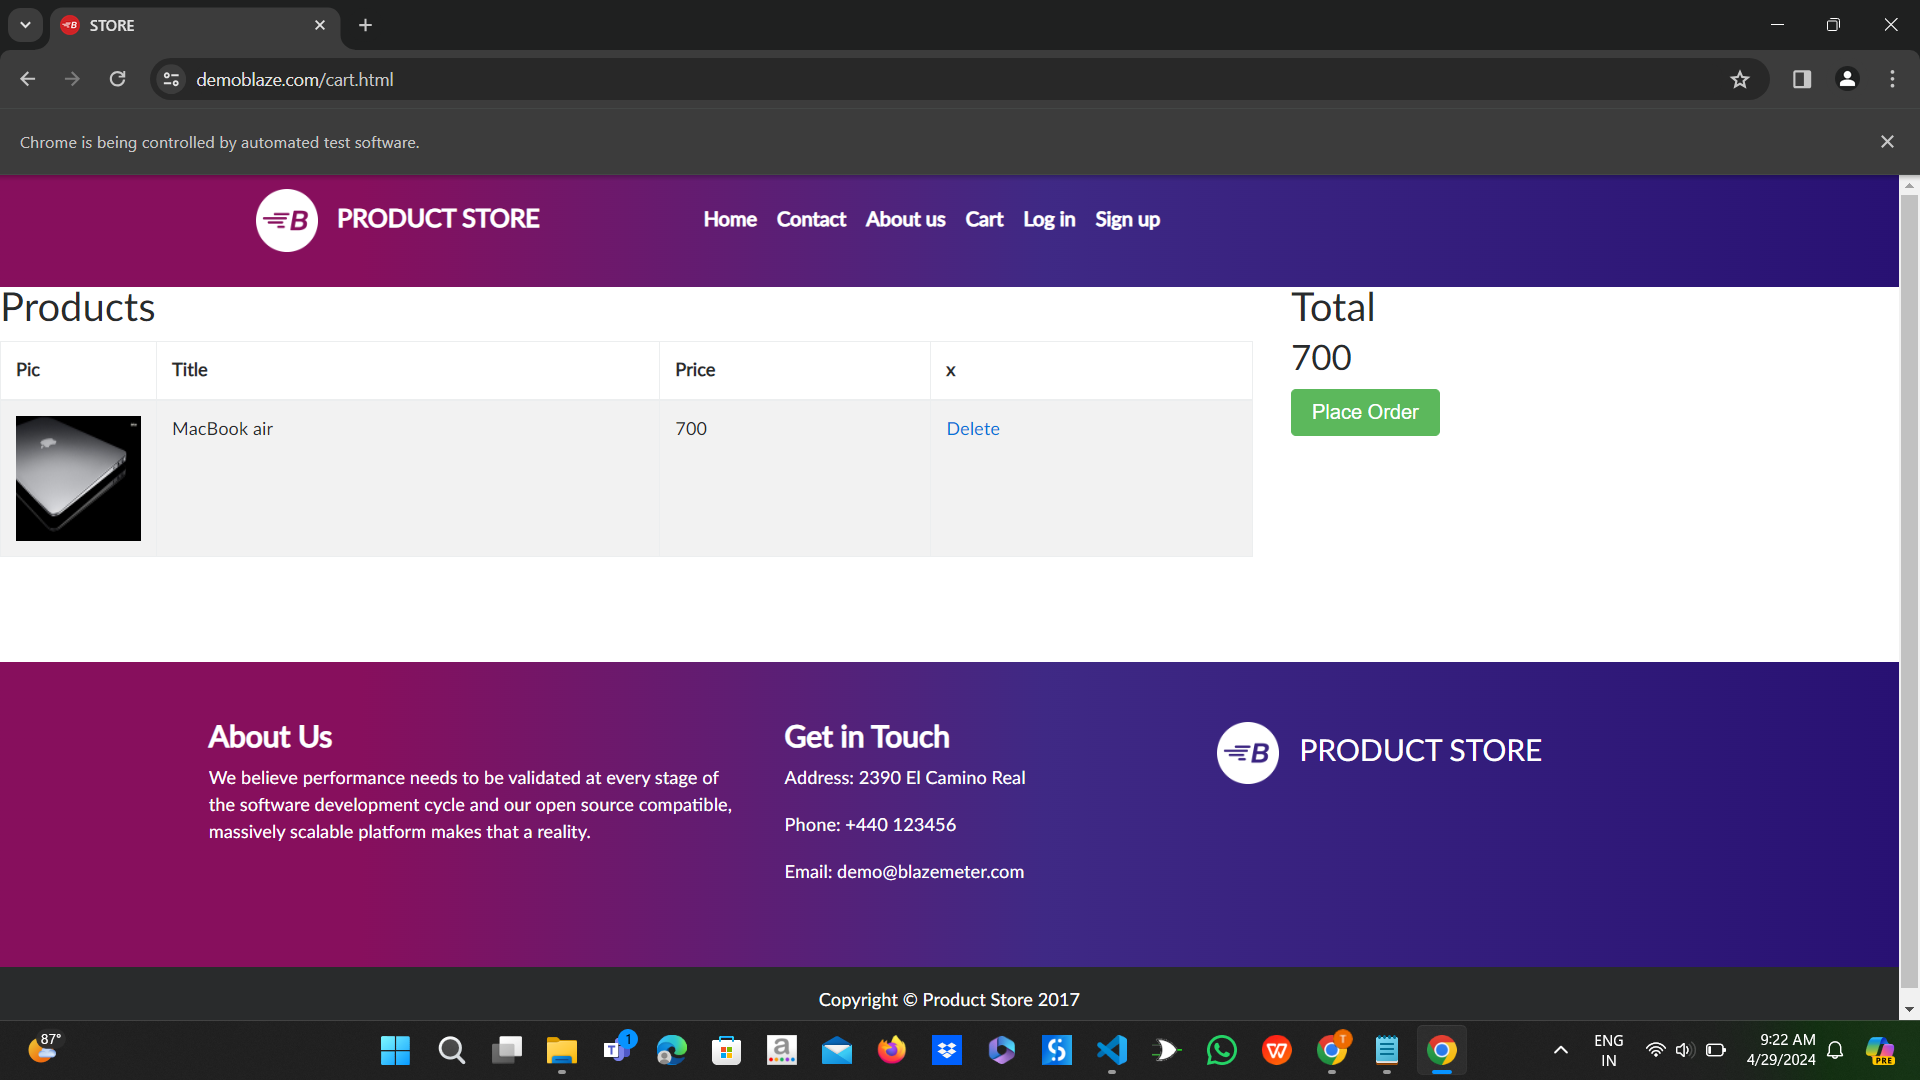 STORE
demoblaze.com/cart.html
Chrome is being controlled by automated test software.
B PRODUCT STORE Home Contact About us Cart Log in Sign up
Products
Total
700
Place Order
Pic Title Price x
MacBook air 700 Delete
About Us
We believe performance needs to be validated at every stage of
the software development cycle and our open source compatible,
massively scalable platform makes that a reality.
Get in Touch
Address: 2390 El Camino Real
Phone: +440 123456
Email: demo@blazemeter.com
B PRODUCT STORE
Copyright © Product Store 2017
87°
1
T
a
W
T
ENG
IN
9:22 AM
4/29/2024
PRE